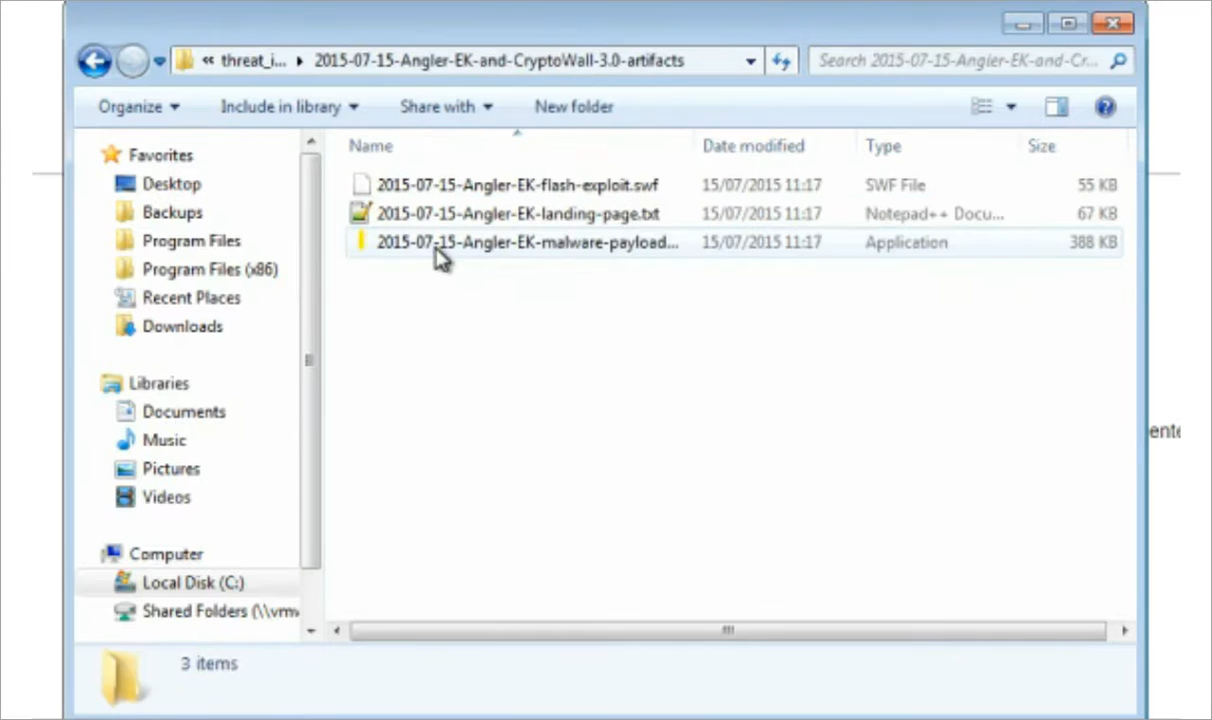 « threat_i... ▸ 2015-07-15-Angler-EK-and-CryptoWall-3.0-artifacts
Search 2015-07-15-Angler-EK-and-Cr...
Organize Include in library Share with New folder
Name Date modified Type Size
Favorites
Desktop
Backups
Program Files
Program Files (x86)
Recent Places
Downloads
Libraries
Documents
Music
Pictures
Videos
Computer
Local Disk (C:)
Shared Folders (\\vmw
2015-07-15-Angler-EK-flash-exploit.swf 15/07/2015 11:17 SWF File 55 KB
2015-07-15-Angler-EK-landing-page.txt 15/07/2015 11:17 Notepad++ Docu... 67 KB
2015-07-15-Angler-EK-malware-payload... 15/07/2015 11:17 Application 388 KB
ente
3 items